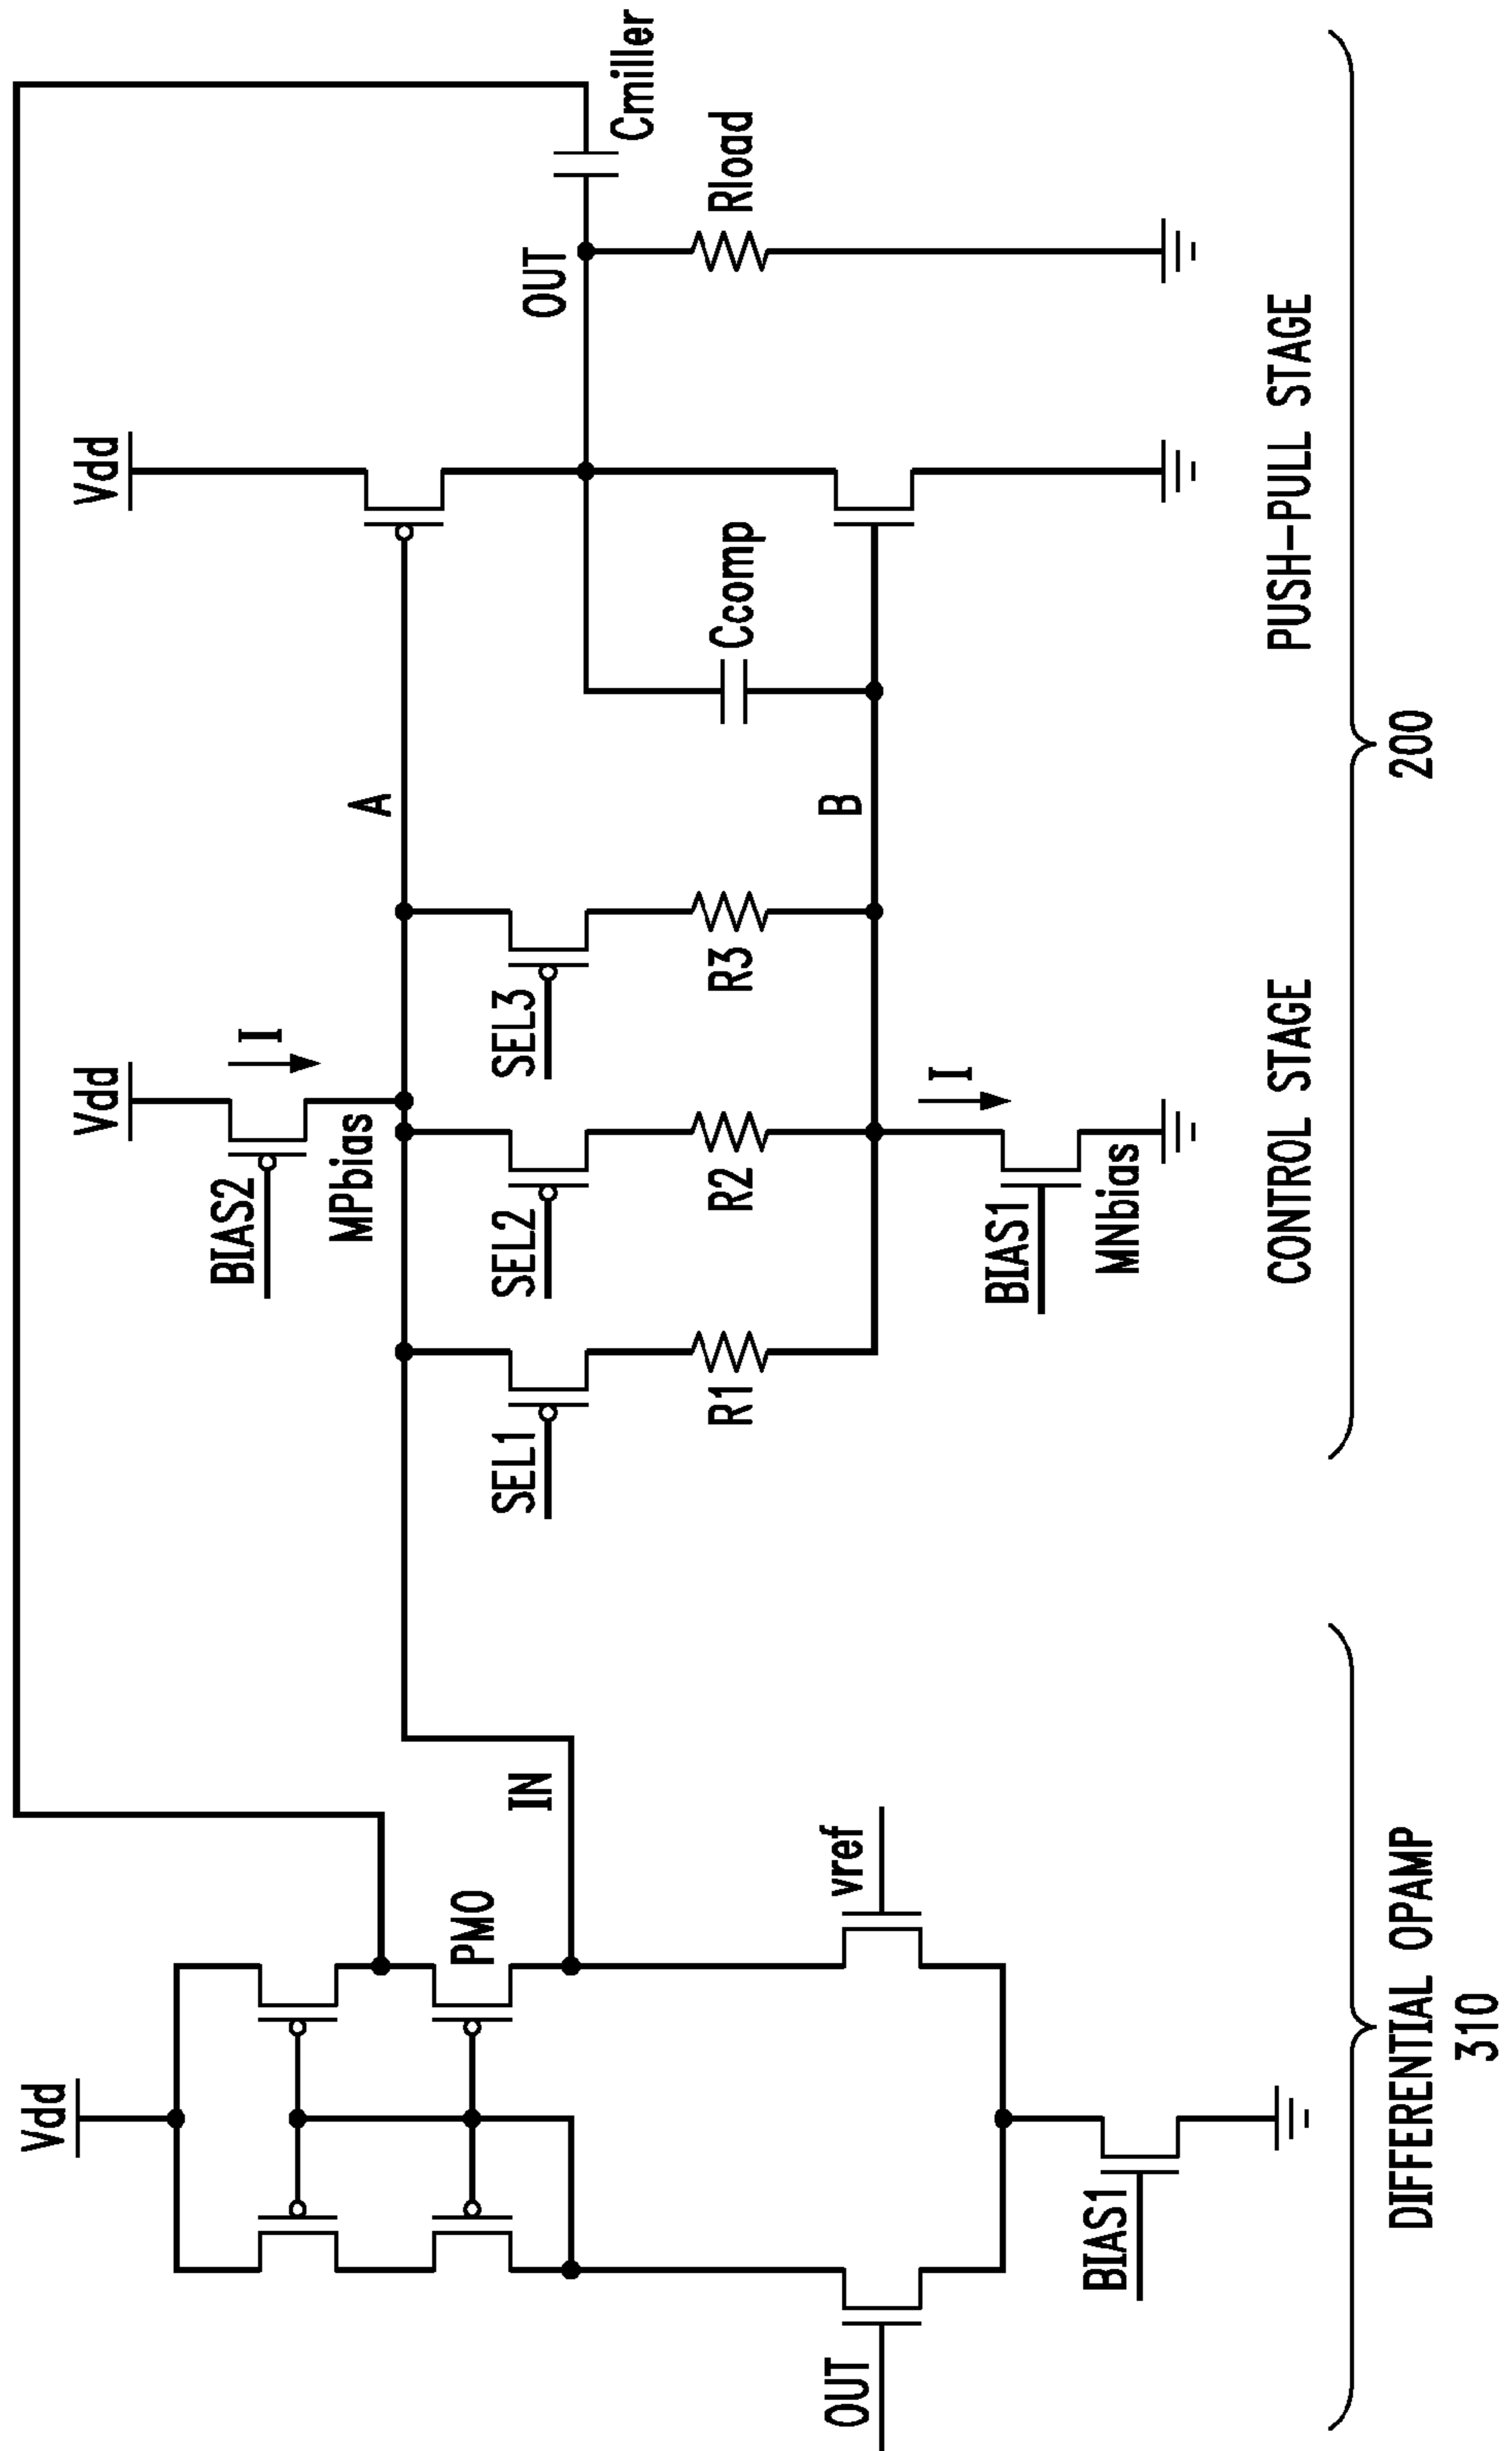 Vdd
PM0
IN
OUT
vref
BIAS1
DIFFERENTIAL OPAMP
310
Vdd
BIAS2
I
MPbias
A
SEL1
SEL2
SEL3
R1
R2
R3
B
BIAS1
I
MNbias
CONTROL STAGE
Vdd
OUT
Cmiller
Ccomp
Rload
PUSH-PULL STAGE
200